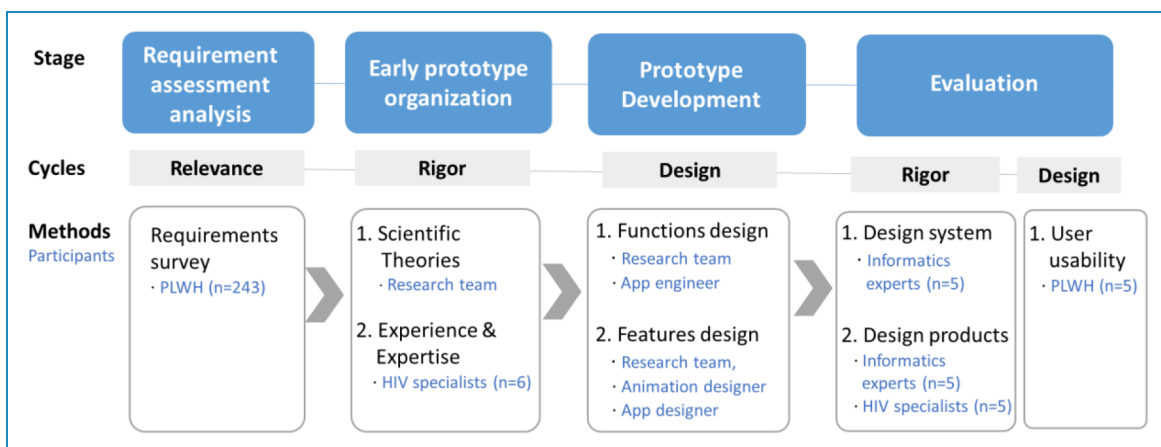 Stage
Requirement
assessment
analysis
Early prototype
organization
Prototype
Development
Evaluation
Cycles
Relevance
Rigor
Design
Rigor
Design
Methods
Participants
Requirements
survey
· PLWH (n=243)
1. Scientific
Theories
· Research team
2. Experience &
Expertise
· HIV specialists (n=6)
1. Functions design
· Research team
· App engineer
2. Features design
· Research team,
· Animation designer
· App designer
1. Design system
· Informatics
experts (n=5)
2. Design products
· Informatics
experts (n=5)
· HIV specialists (n=5)
1. User
usability
· PLWH (n=5)